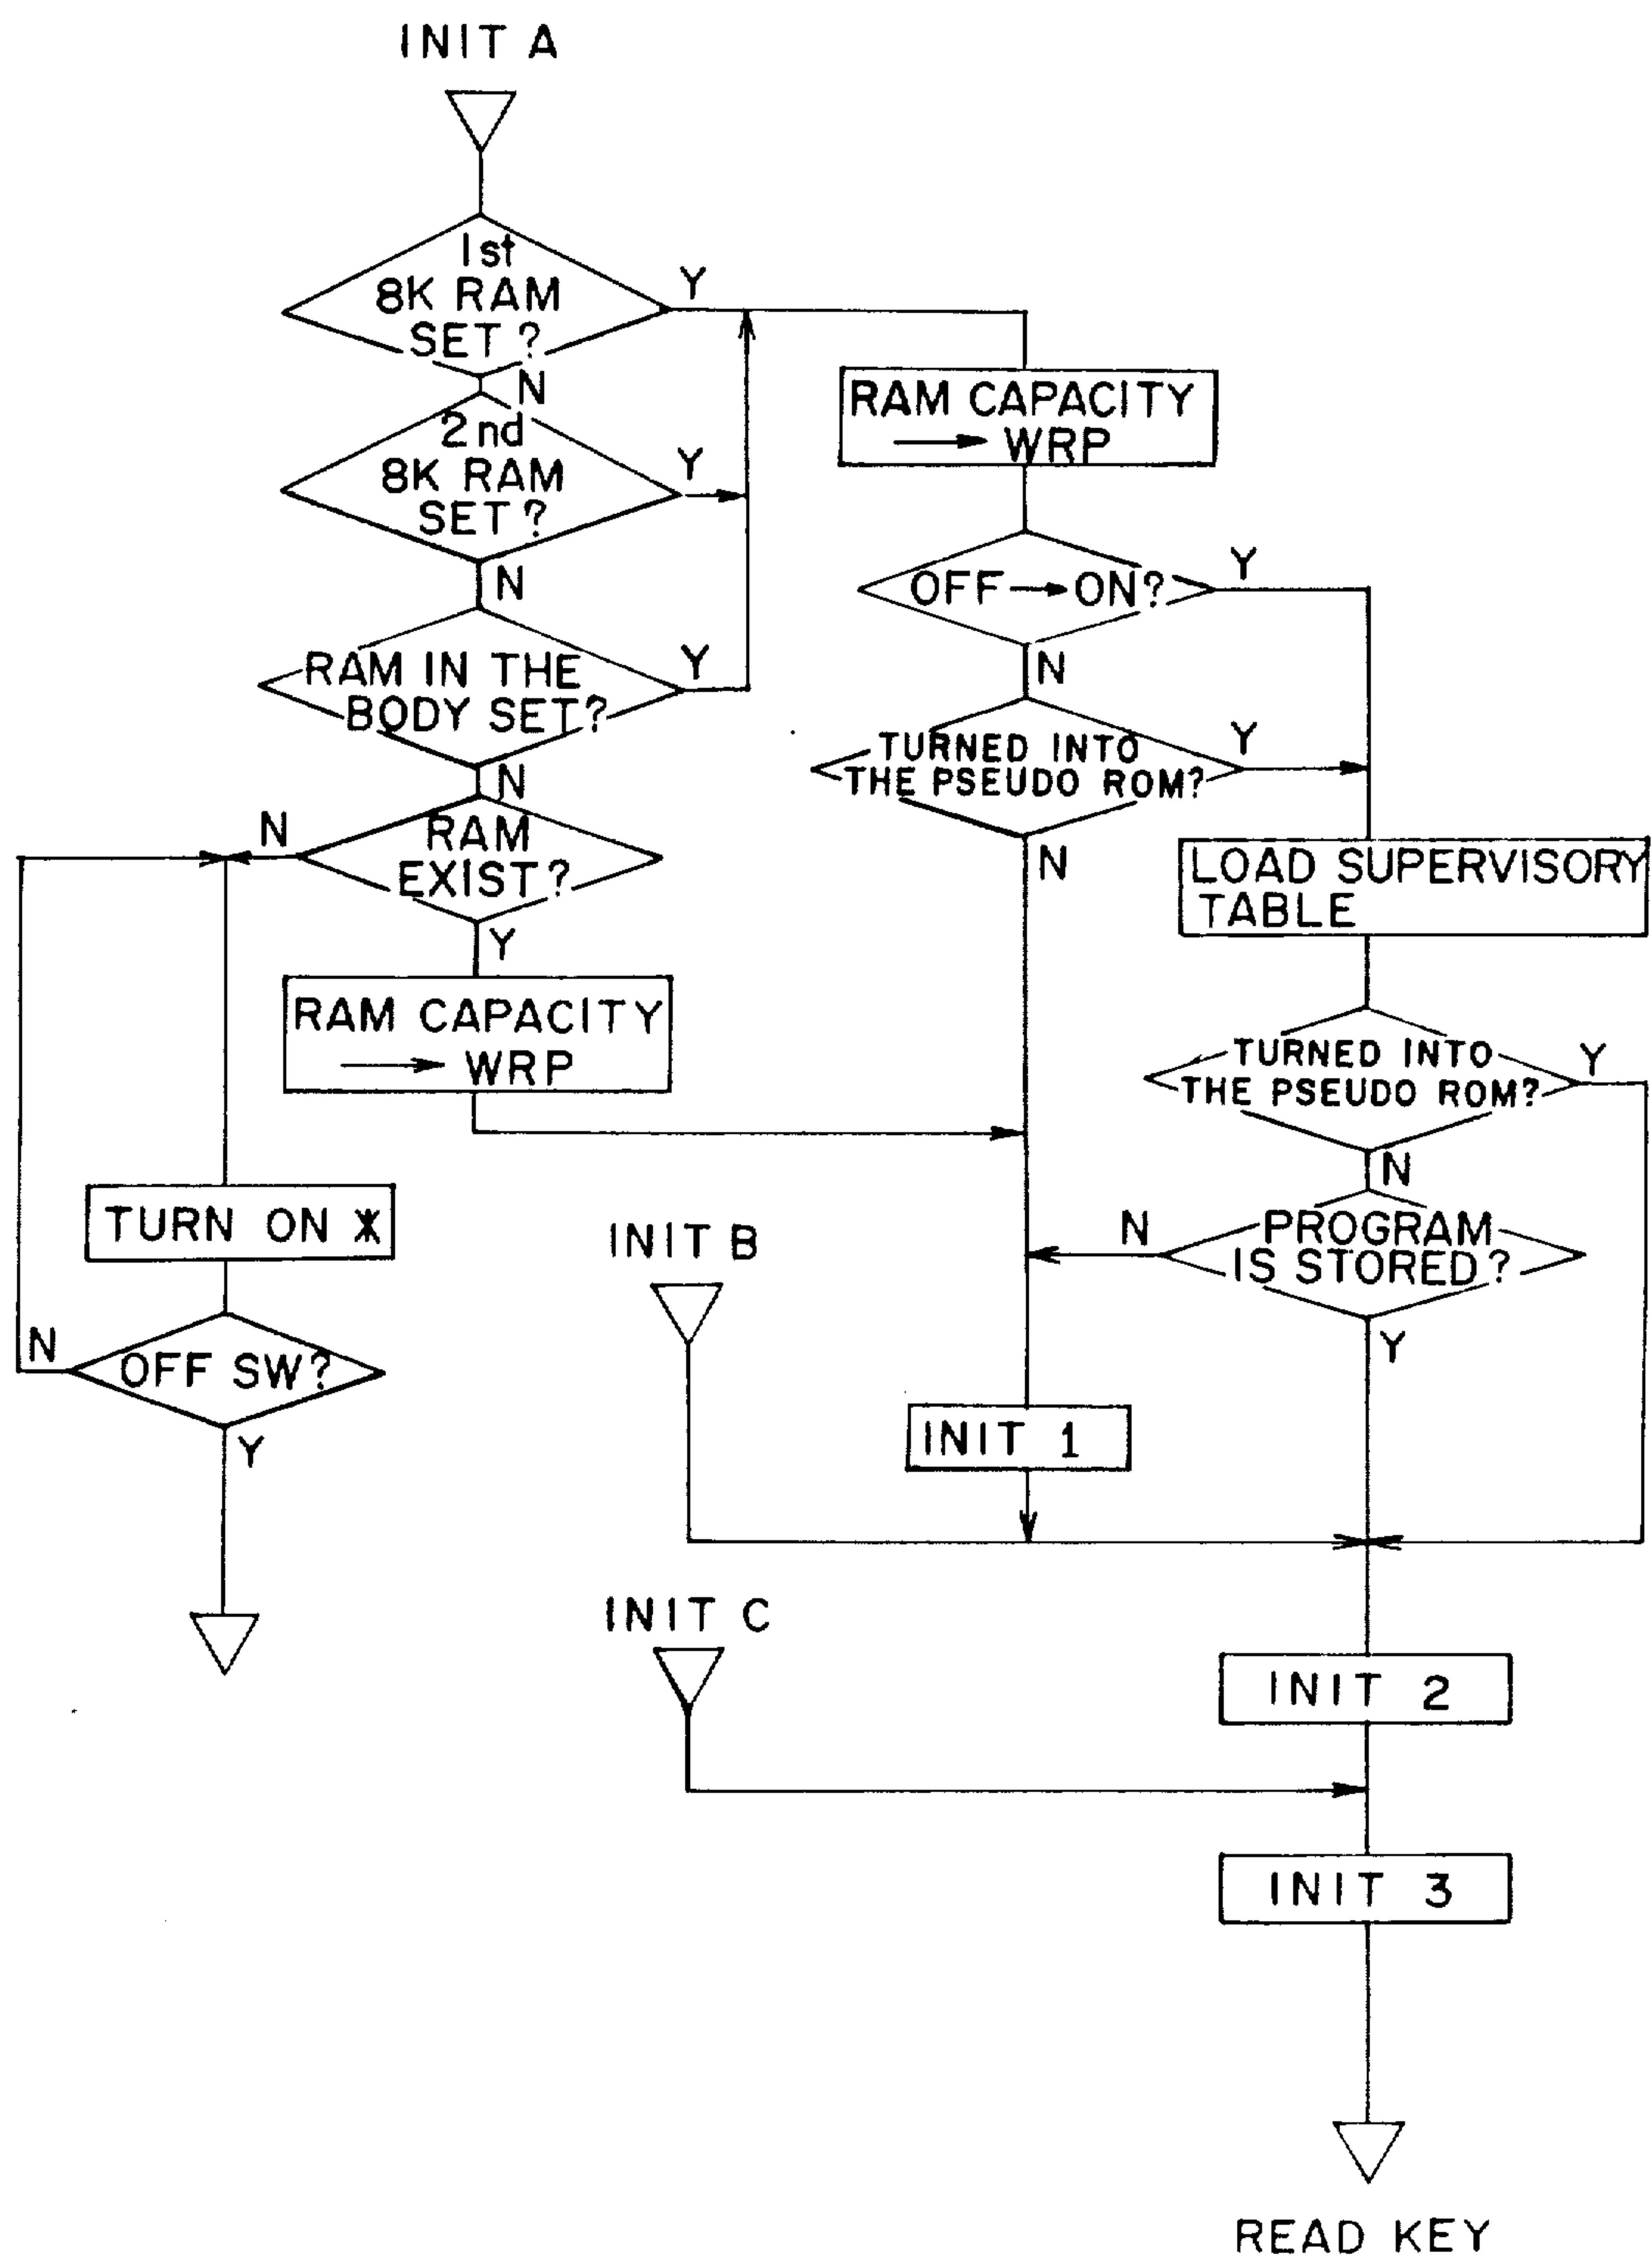 INIT A
1st
8K RAM
SET?
Y
N
2nd
8K RAM
SET?
Y
N
RAM IN THE
BODY SET?
Y
N
RAM
EXIST?
N
Y
RAM CAPACITY
→ WRP
TURN ON Ж
OFF SW?
N
Y
RAM CAPACITY
→ WRP
OFF→ON?
Y
N
TURNED INTO
THE PSEUDO ROM?
Y
N
LOAD SUPERVISORY
TABLE
TURNED INTO
THE PSEUDO ROM?
Y
N
PROGRAM
IS STORED?
N
Y
INIT B
INIT 1
INIT C
INIT 2
INIT 3
READ KEY